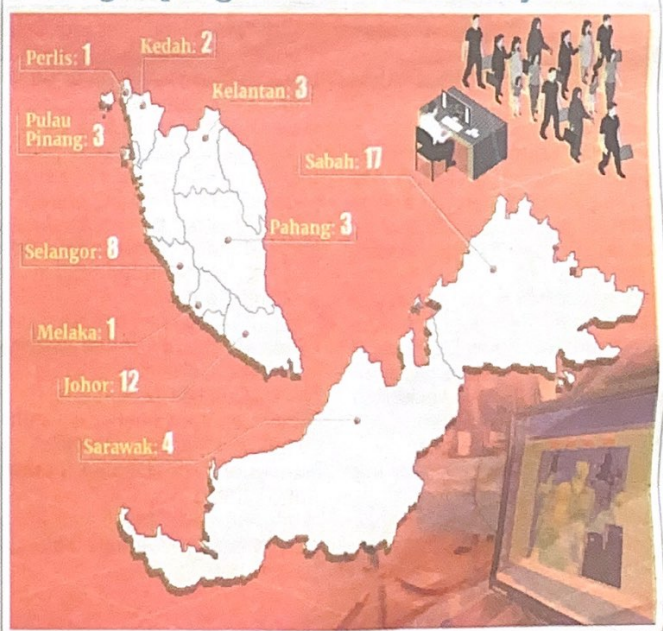 Perlis: 1
Kedah: 2
Kelantan: 3
Pulau
Pinang: 3
Sabah: 17
Pahang: 3
Selangor: 8
Melaka: 1
Johor: 12
Sarawak: 4